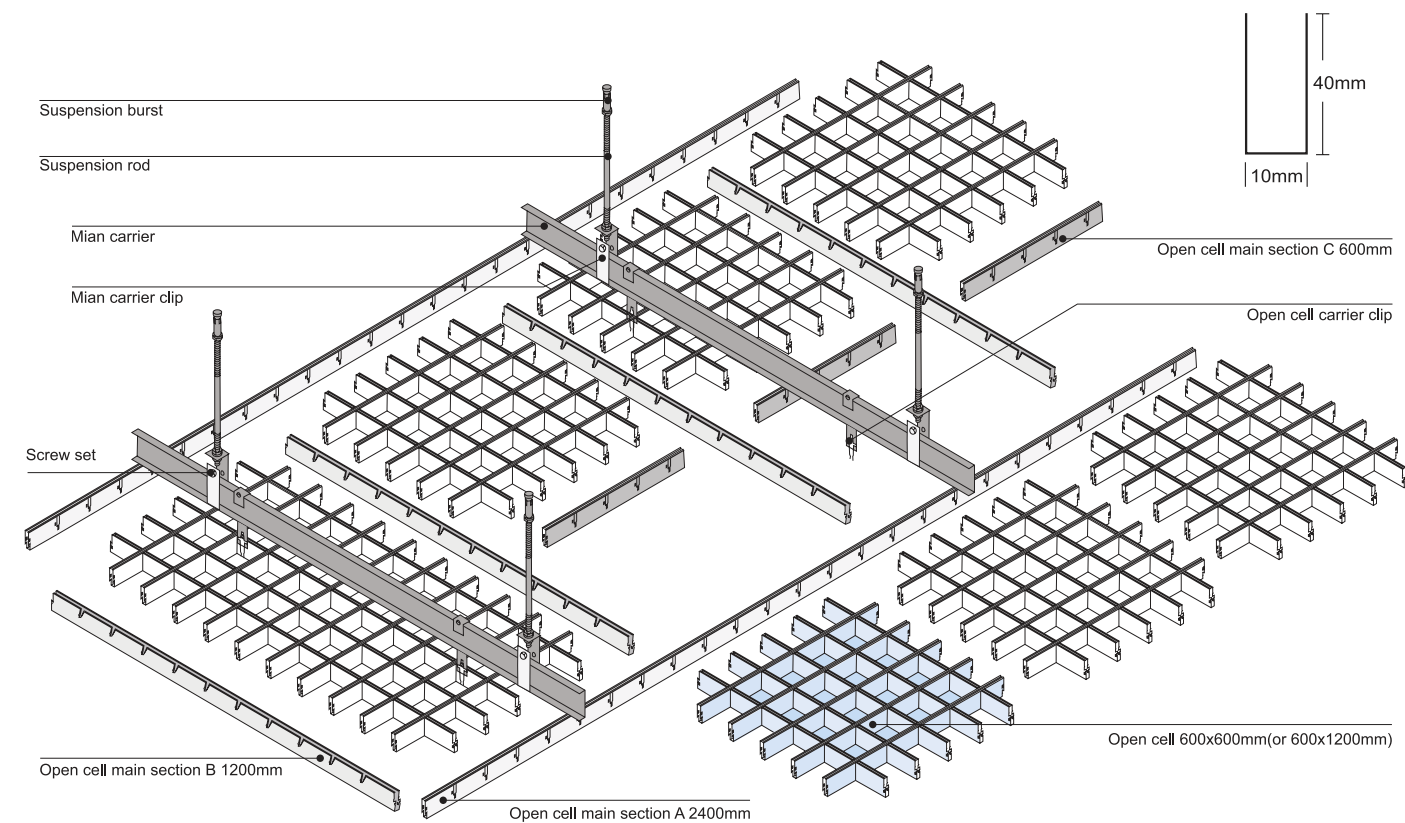 40mm
10mm
Suspension burst
Suspension rod
Mian carrier
Open cell main section C 600mm
Mian carrier clip
Open cell carrier clip
Screw set
Open cell 600x600mm(or 600x1200mm)
Open cell main section B 1200mm
Open cell main section A 2400mm